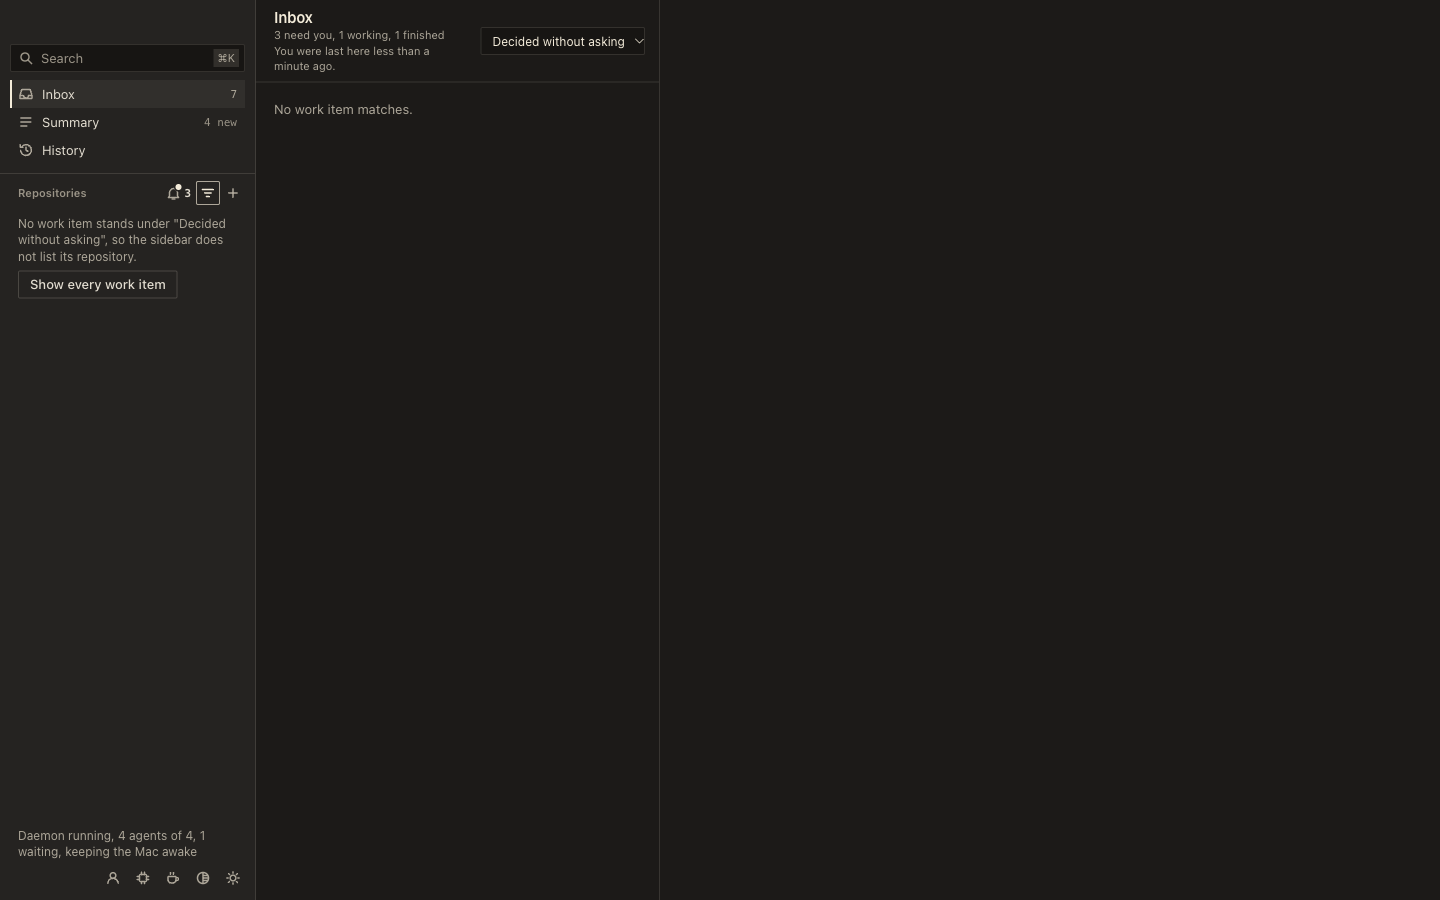 Search
⌘K
Inbox
7
Summary
4 new
History
Repositories
3
No work item stands under "Decided
without asking", so the sidebar does
not list its repository.
Show every work item
Daemon running, 4 agents of 4, 1
waiting, keeping the Mac awake
Inbox
3 need you, 1 working, 1 finished
You were last here less than a
minute ago.
Decided without asking
No work item matches.